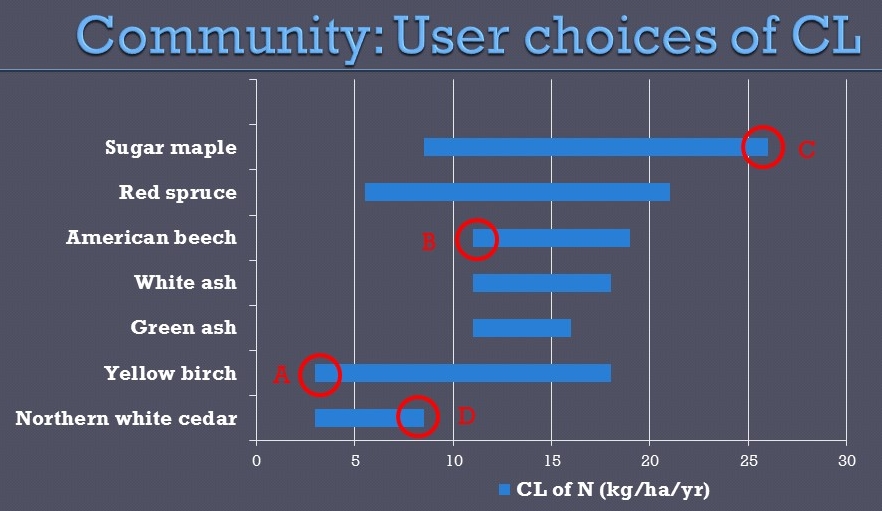 Community: User choices of CL
Sugar maple
C
Red spruce
American beech
B
White ash
Green ash
Yellow birch
A
Northern white cedar
D
0 5 10 15 20 25 30
CL of N (kg/ha/yr)